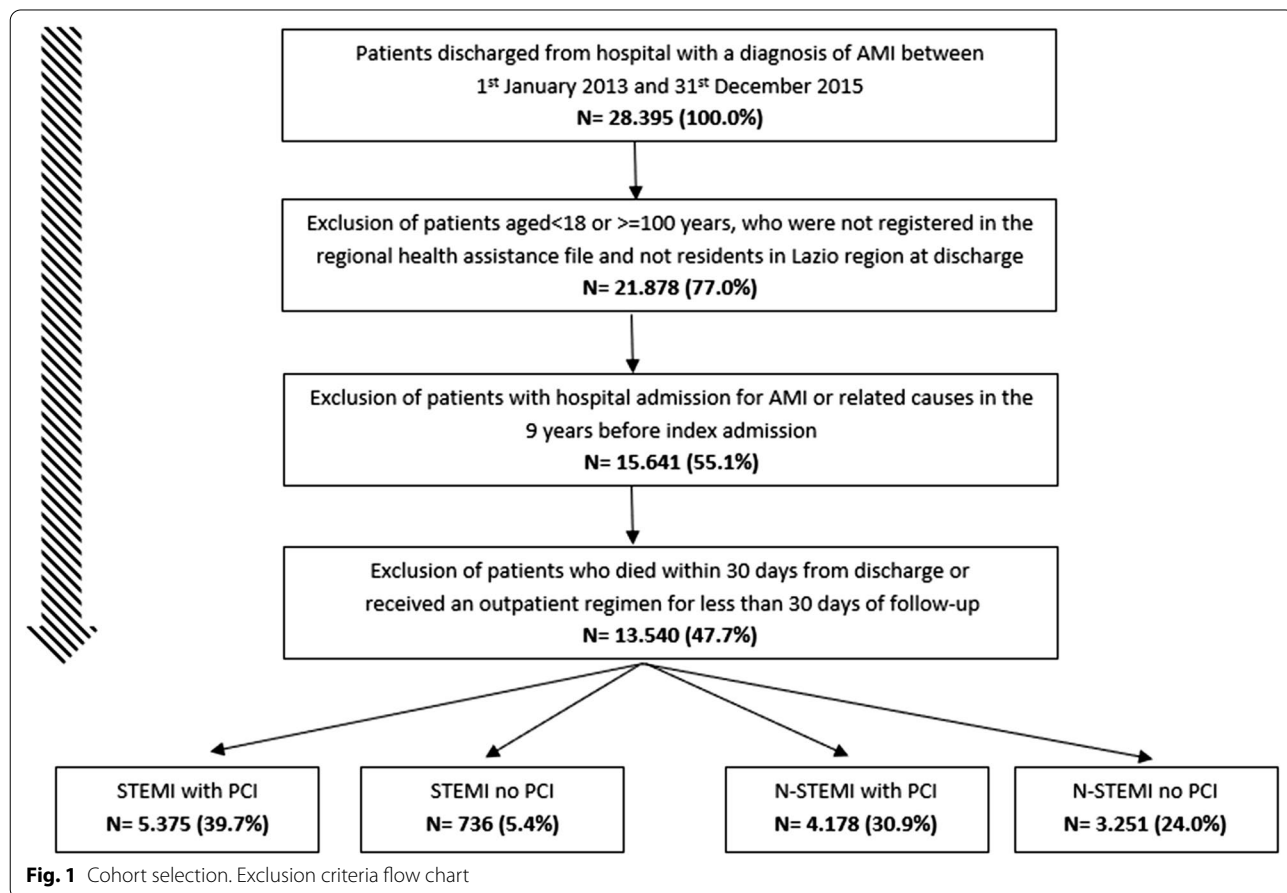 Patients discharged from hospital with a diagnosis of AMI between
1st January 2013 and 31st December 2015
N= 28.395 (100.0%)
Exclusion of patients aged<18 or >=100 years, who were not registered in the
regional health assistance file and not residents in Lazio region at discharge
N= 21.878 (77.0%)
Exclusion of patients with hospital admission for AMI or related causes in the
9 years before index admission
N= 15.641 (55.1%)
Exclusion of patients who died within 30 days from discharge or
received an outpatient regimen for less than 30 days of follow-up
N= 13.540 (47.7%)
STEMI with PCI
N= 5.375 (39.7%)
STEMI no PCI
N= 736 (5.4%)
N-STEMI with PCI
N= 4.178 (30.9%)
N-STEMI no PCI
N= 3.251 (24.0%)
Fig. 1 Cohort selection. Exclusion criteria flow chart